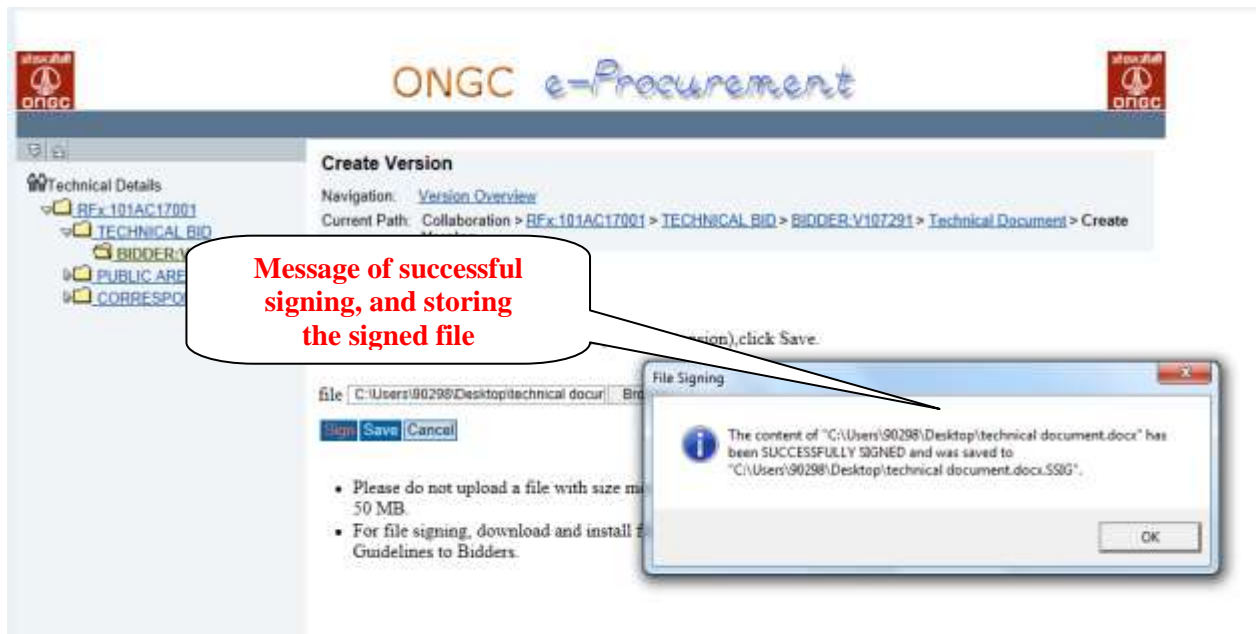 ongc
ONGC e-Procurement
ongc
Technical Details
RFx:101AC17001
TECHNICAL BID
BIDDER:V
PUBLIC ARE
CORRESPO
Create Version
Navigation: Version Overview
Current Path: Collaboration > RFx:101AC17001 > TECHNICAL BID > BIDDER:V107291 > Technical Document > Create
Message of successful
signing, and storing
the signed file
click Save.
file C:\Users\90298\Desktop\technical docum Bro
Sign Save Cancel
• Please do not upload a file with size
50 MB.
• For file signing, download and install
Guidelines to Bidders.
File Signing
The content of "C:\Users\90298\Desktop\technical document.docx" has
been SUCCESSFULLY SIGNED and was saved to
"C:\Users\90298\Desktop\technical document.docx.SSIG".
OK